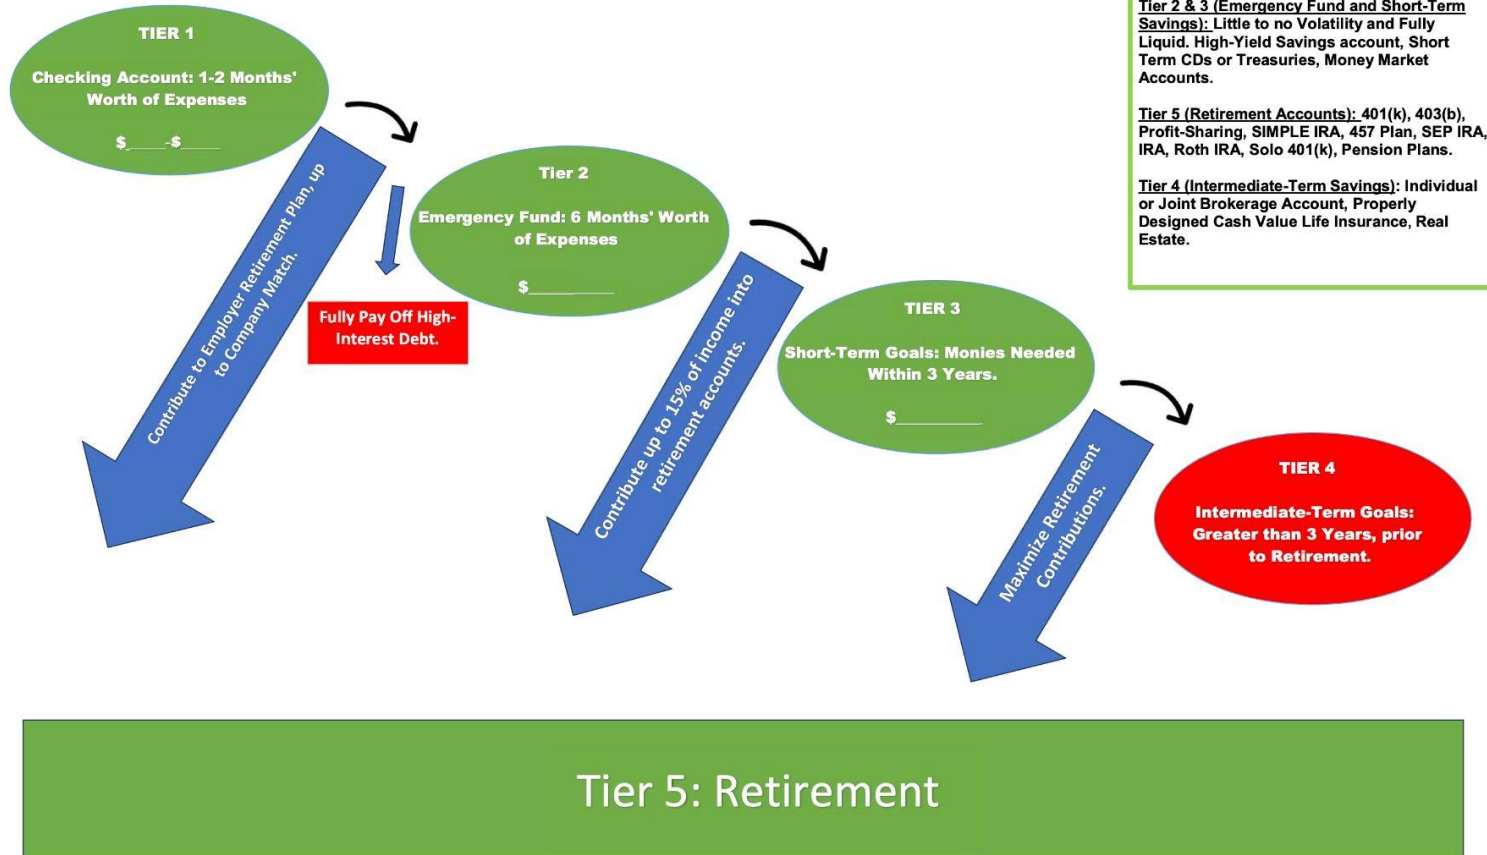 TIER 1
Checking Account: 1-2 Months'
Worth of Expenses
$_____-$_____
Contribute to Employer Retirement Plan, up
to Company Match.
Fully Pay Off High-
Interest Debt.
Tier 2
Emergency Fund: 6 Months' Worth
of Expenses
$___________
Contribute up to 15% of income into
retirement accounts.
TIER 3
Short-Term Goals: Monies Needed
Within 3 Years.
$___________
Maximize Retirement
Contributions.
TIER 4
Intermediate-Term Goals:
Greater than 3 Years, prior
to Retirement.
Tier 2 & 3 (Emergency Fund and Short-Term
Savings): Little to no Volatility and Fully
Liquid. High-Yield Savings account, Short
Term CDs or Treasuries, Money Market
Accounts.
Tier 5 (Retirement Accounts): 401(k), 403(b),
Profit-Sharing, SIMPLE IRA, 457 Plan, SEP IRA,
IRA, Roth IRA, Solo 401(k), Pension Plans.
Tier 4 (Intermediate-Term Savings): Individual
or Joint Brokerage Account, Properly
Designed Cash Value Life Insurance, Real
Estate.
Tier 5: Retirement